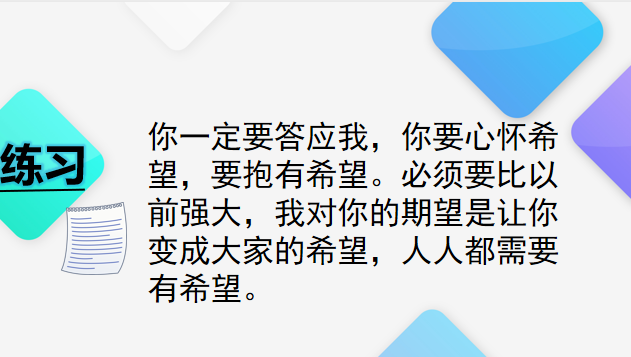 练习
你一定要答应我，你要心怀希
望，要抱有希望。必须要比以
前强大，我对你的期望是让你
变成大家的希望，人人都需要
有希望。